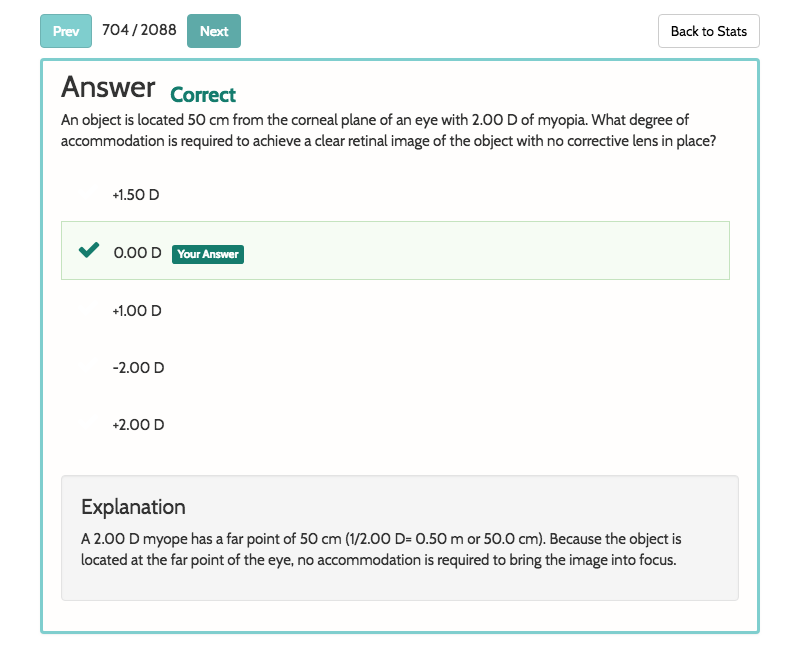 Prev 704 / 2088 Next Back to Stats
Answer Correct
An object is located 50 cm from the corneal plane of an eye with 2.00 D of myopia. What degree of
accommodation is required to achieve a clear retinal image of the object with no corrective lens in place?
+1.50 D
0.00 D Your Answer
+1.00 D
-2.00 D
+2.00 D
Explanation
A 2.00 D myope has a far point of 50 cm (1/2.00 D= 0.50 m or 50.0 cm). Because the object is
located at the far point of the eye, no accommodation is required to bring the image into focus.